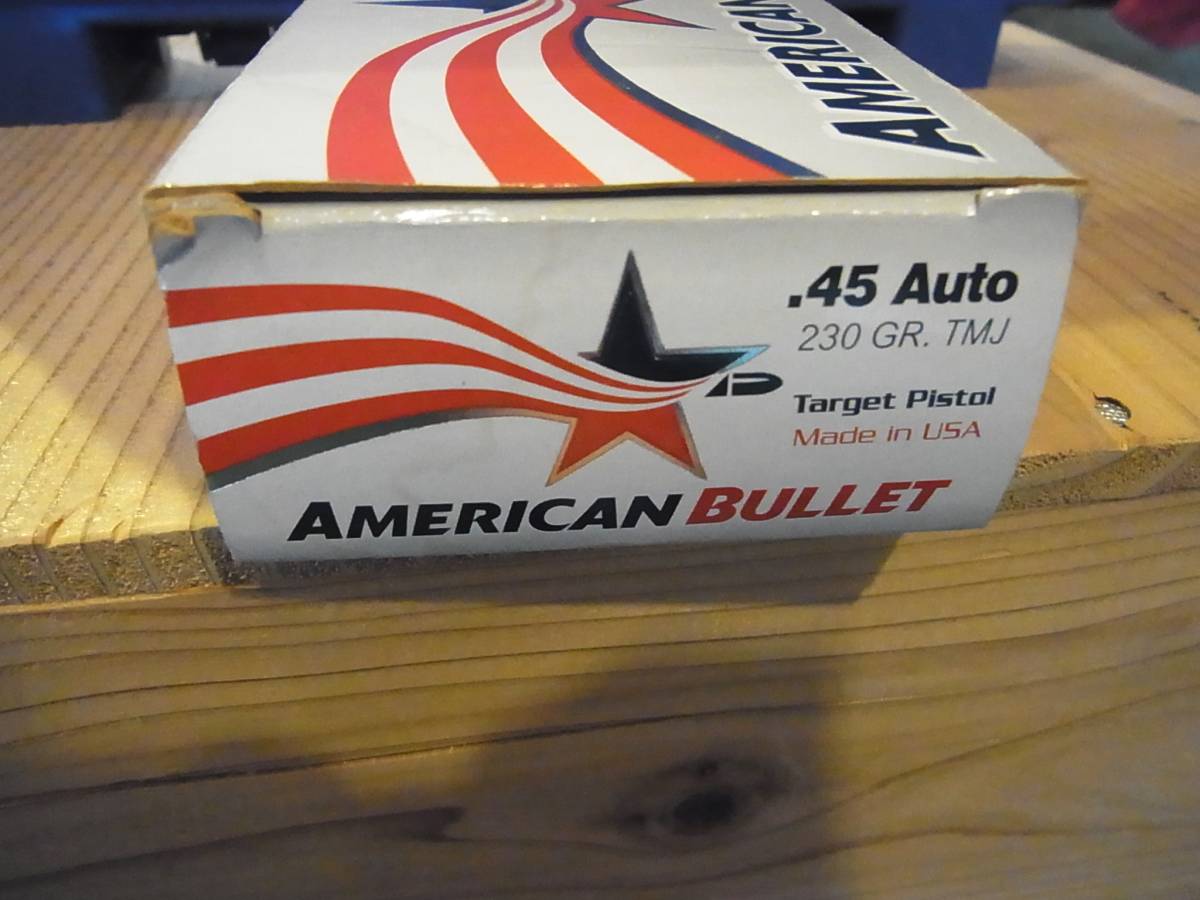 AMERICAN
.45 Auto
230 GR. TMJ
Target Pistol
Made in USA
AMERICAN BULLET